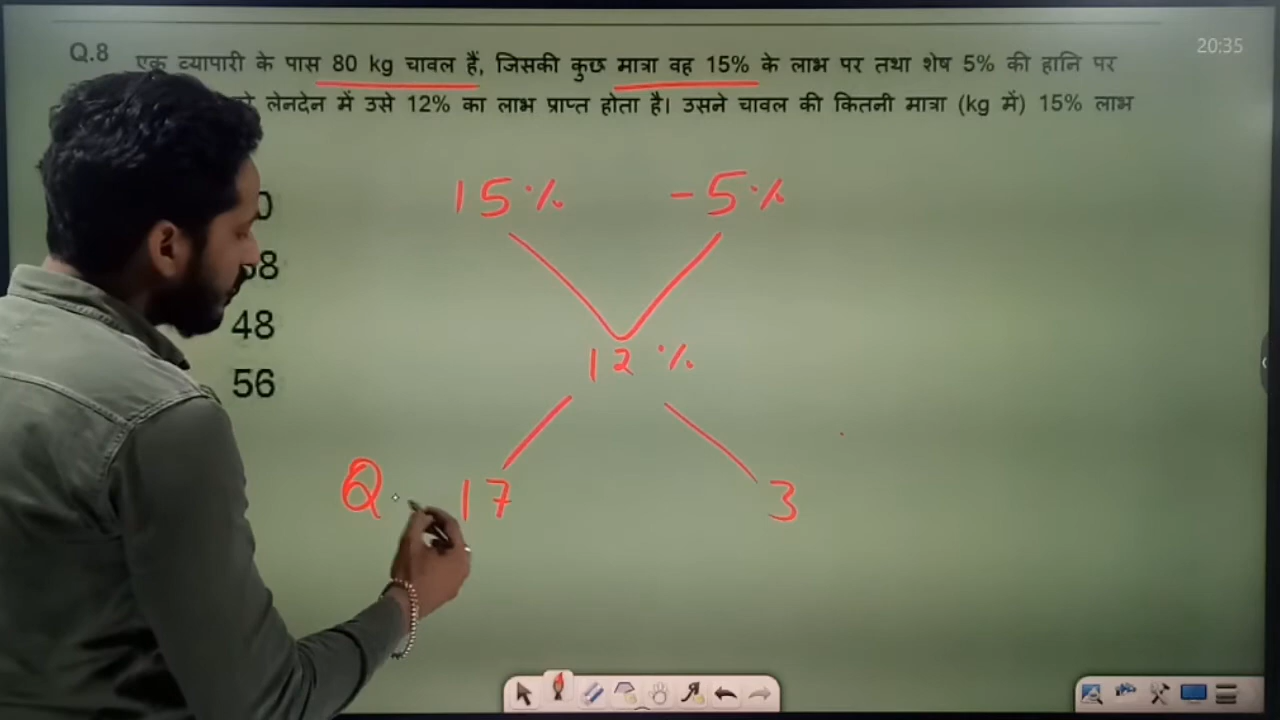 20:35
Q.8 एक व्यापारी के पास 80 kg चावल हैं, जिसकी कुछ मात्रा वह 15% के लाभ पर तथा शेष 5% की हानि पर
लेनदेन में उसे 12% का लाभ प्राप्त होता है। उसने चावल की कितनी मात्रा (kg में) 15% लाभ
15% -5%
48
12%
56
Q 17 3